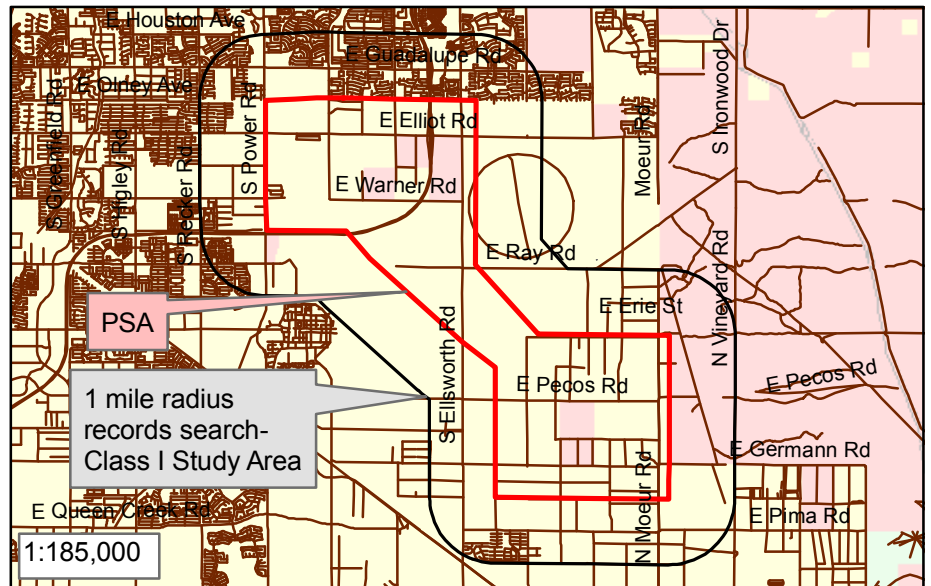 E Houston Ave
E Guadalupe Rd
E Olney Ave
S Greenfield Rd
S Higley Rd
S Recker Rd
S Power Rd
E Elliot Rd
E Warner Rd
Moeur Rd
S Ironwood Dr
E Ray Rd
E Erie St
N Vineyard Rd
PSA
S Ellsworth Rd
E Pecos Rd
E Pecos Rd
1 mile radius
records search-
Class I Study Area
E Germann Rd
N Moeur Rd
E Queen Creek Rd
E Pima Rd
1:185,000